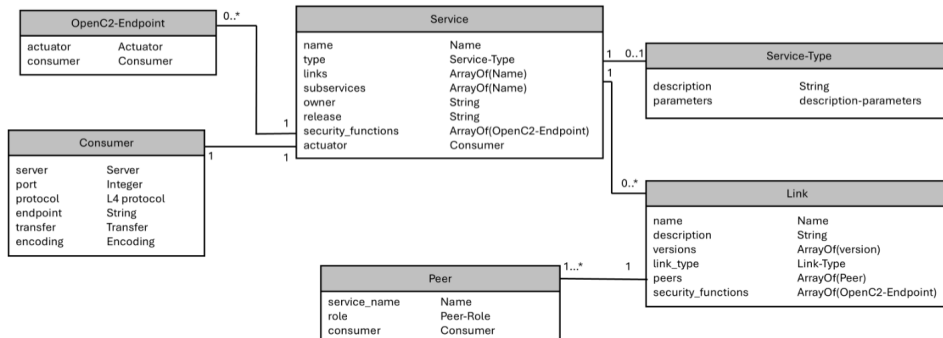 OpenC2-Endpoint
actuator Actuator
consumer Consumer
0..*
1
Service
name Name
type Service-Type
links ArrayOf(Name)
subservices ArrayOf(Name)
owner String
release String
security_functions ArrayOf(OpenC2-Endpoint)
actuator Consumer
1 0..1
1
0..*
Service-Type
description String
parameters description-parameters
Consumer
server Server
port Integer
protocol L4 protocol
endpoint String
transfer Transfer
encoding Encoding
1 1
Link
name Name
description String
versions ArrayOf(version)
link_type Link-Type
peers ArrayOf(Peer)
security_functions ArrayOf(OpenC2-Endpoint)
1...* 1
Peer
service_name Name
role Peer-Role
consumer Consumer